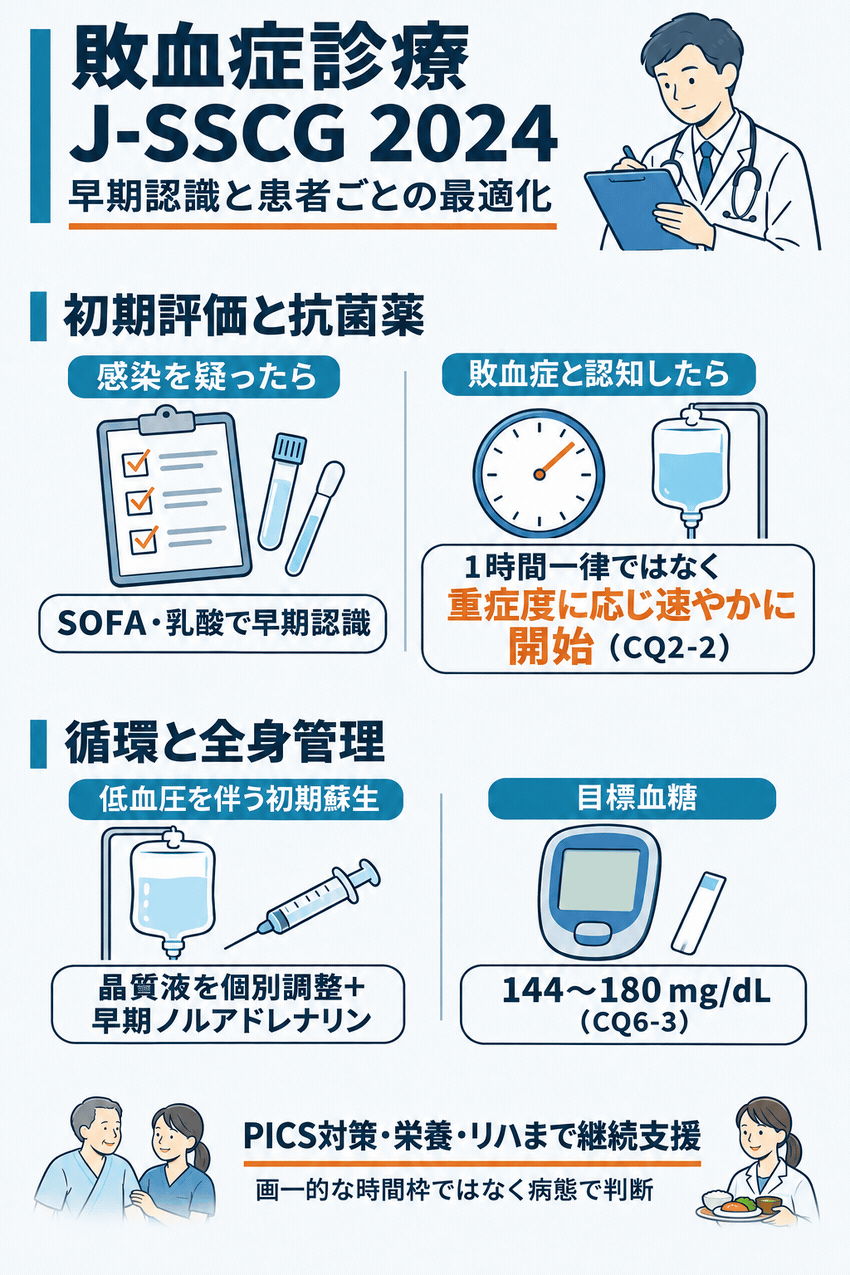 敗血症診療
J-SSCG 2024
早期認識と患者ごとの最適化
初期評価と抗菌薬
感染を疑ったら
SOFA・乳酸で早期認識
敗血症と認知したら
1時間一律ではなく
重症度に応じ速やかに
開始（CQ2-2）
循環と全身管理
低血圧を伴う初期蘇生
晶質液を個別調整＋
早期ノルアドレナリン
目標血糖
144〜180 mg/dL
（CQ6-3）
PICS対策・栄養・リハまで継続支援
画一的な時間枠ではなく病態で判断